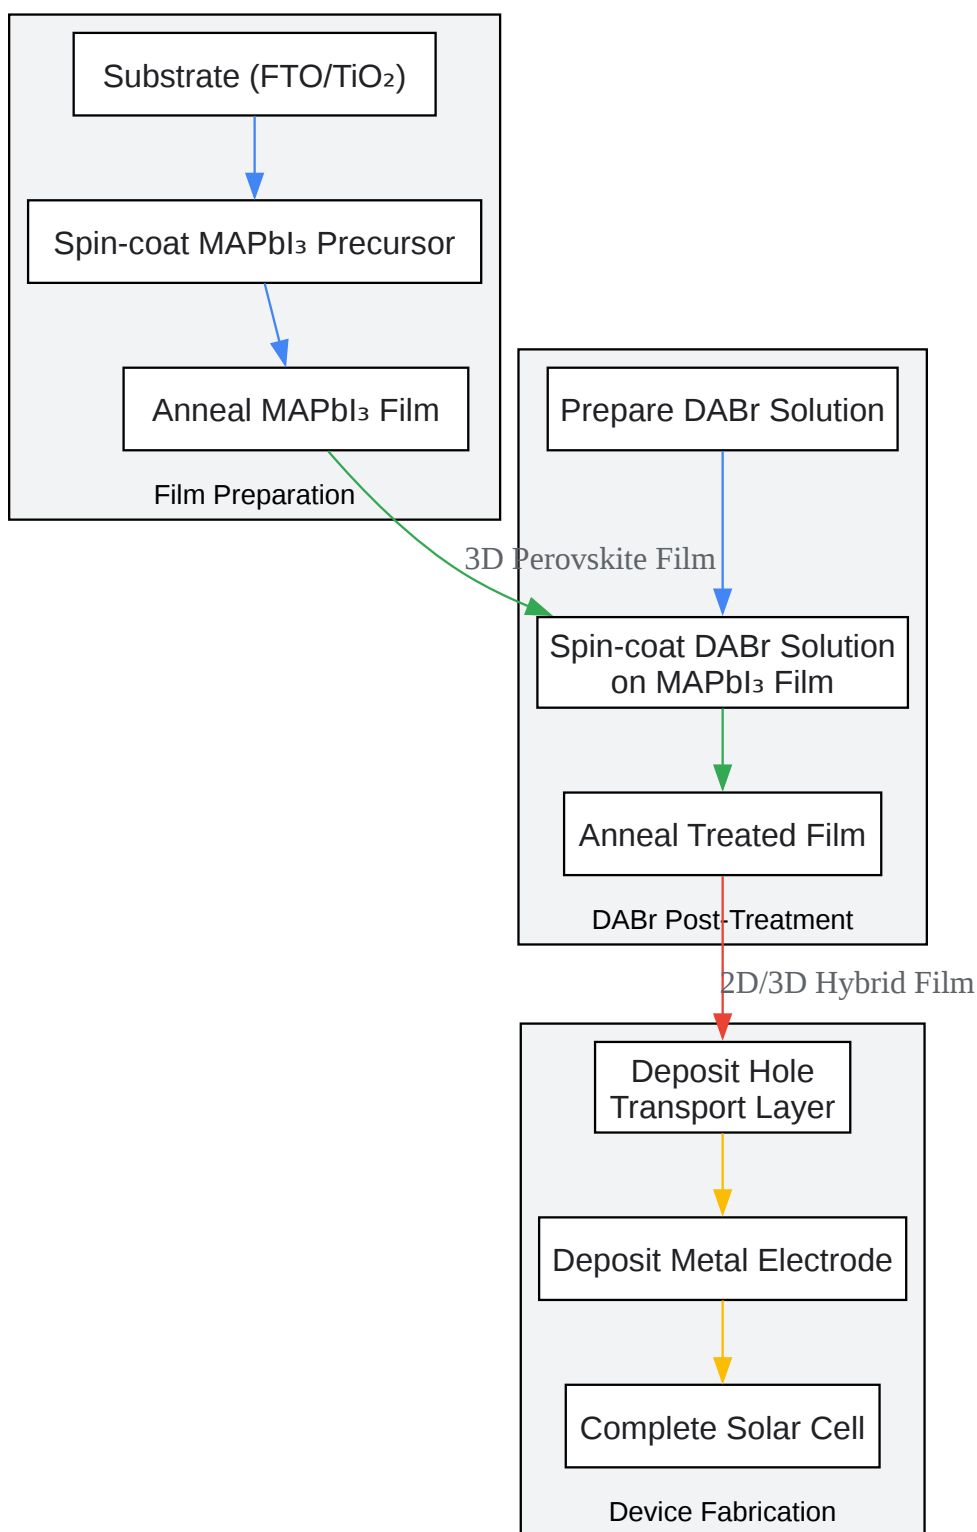 Substrate (FTO/TiO₂)
Spin-coat MAPbI₃ Precursor
Anneal MAPbI₃ Film
Film Preparation
Prepare DABr Solution
3D Perovskite Film
Spin-coat DABr Solution
on MAPbI₃ Film
Anneal Treated Film
DABr Post-Treatment
2D/3D Hybrid Film
Deposit Hole
Transport Layer
Deposit Metal Electrode
Complete Solar Cell
Device Fabrication